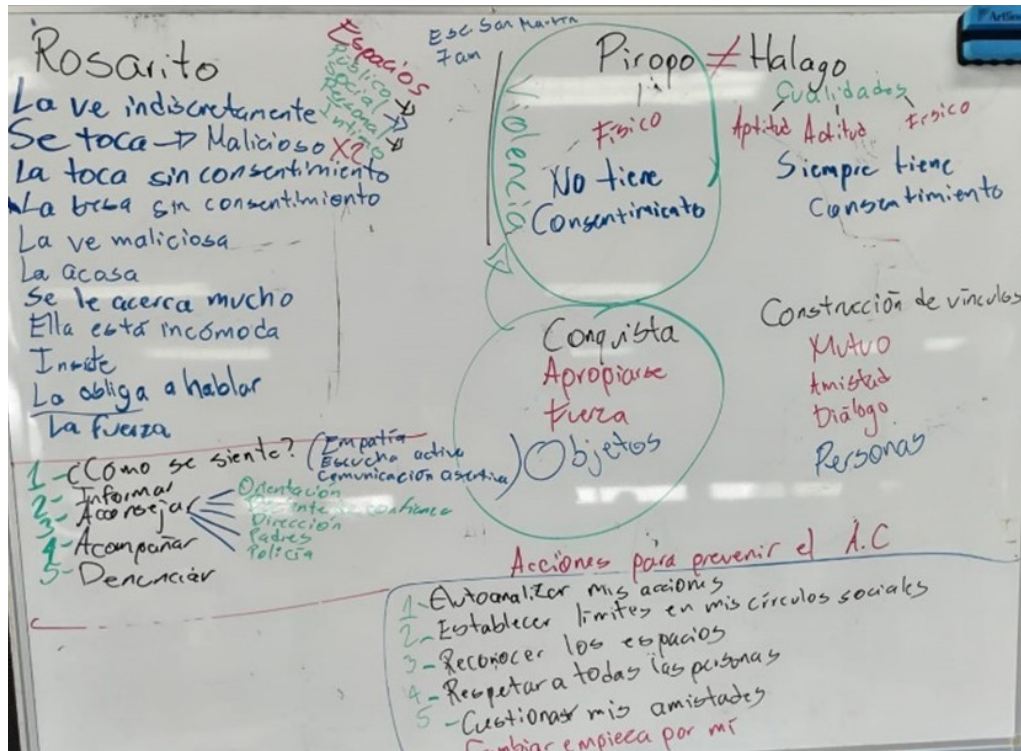 Rosarito
La ve indiscretamente
Se toca → Malicioso X2
La toca sin consentimiento
La besa sin consentimiento
La ve maliciosa
La acosa
Se le acerca mucho
Ella está incómoda
Insiste
La obliga a hablar
La fuerza
Espacios
Público
Social
Personal
Íntimo
Esc. San Martín
7 am
Piropo ≠ Halago
Violencia
Físico
No tiene
Consentimiento
Cualidades
Aptitud Actitud Físico
Siempre tiene
Consentimiento
Conquista
Apropiarse
Fuerza
Objetos
Construcción de vínculos
Mutuo
Amistad
Diálogo
Personas
1- ¿Cómo se siente? (Empatía
Escucha activa
Comunicación asertiva)
2- Informar
3- Aconsejar
4- Acompañar
5- Denunciar
Orientación
confianza
Dirección
Padres
Policía
Acciones para prevenir el A.C
1- Autoanalizar mis acciones
2- Establecer límites en mis círculos sociales
3- Reconocer los espacios
4- Respetar a todas las personas
5- Cuestionar mis amistades
Cambiar empieza por mí